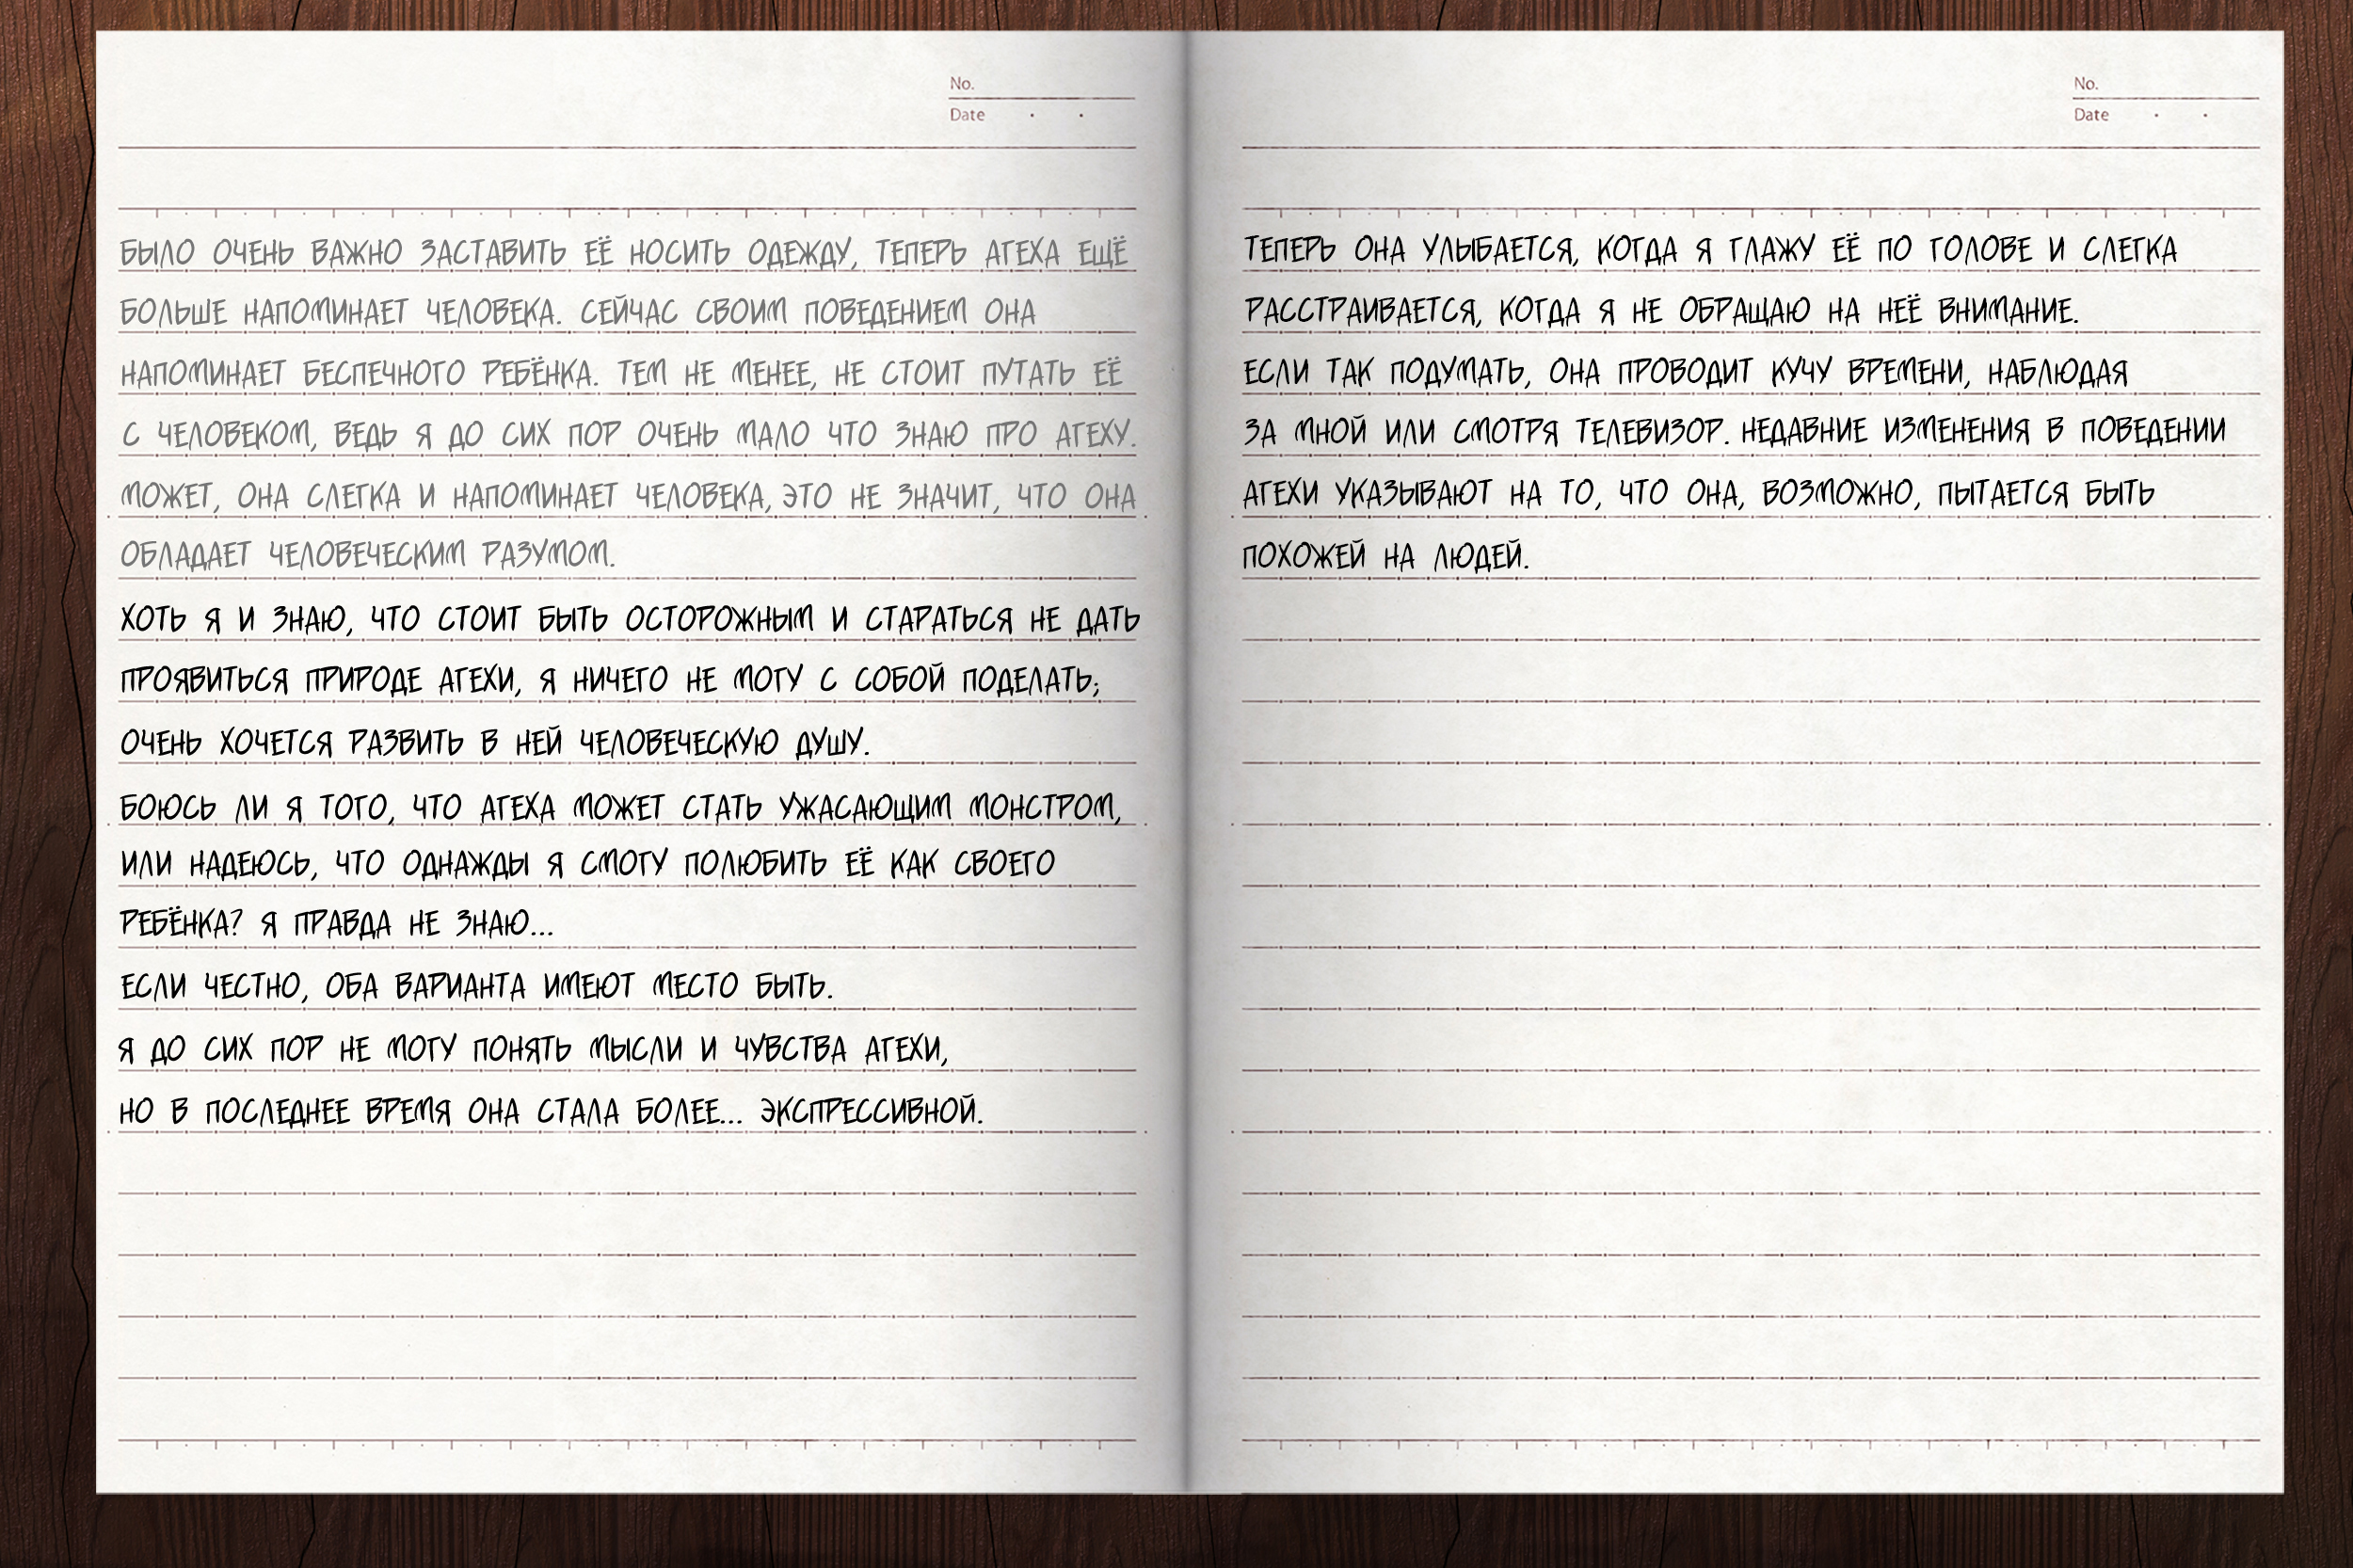 No.
Date
БЫЛО ОЧЕНЬ ВАЖНО ЗАСТАВИТЬ ЕЁ НОСИТЬ ОДЕЖДУ, ТЕПЕРЬ АГЕХА ЕЩЁ
БОЛЬШЕ НАПОМИНАЕТ ЧЕЛОВЕКА. СЕЙЧАС СВОИМ ПОВЕДЕНИЕМ ОНА
НАПОМИНАЕТ БЕСПЕЧНОГО РЕБЁНКА. ТЕМ НЕ МЕНЕЕ, НЕ СТОИТ ПУТАТЬ ЕЁ
С ЧЕЛОВЕКОМ, ВЕДЬ Я ДО СИХ ПОР ОЧЕНЬ МАЛО ЧТО ЗНАЮ ПРО АГЕХУ.
МОЖЕТ, ОНА СЛЕГКА И НАПОМИНАЕТ ЧЕЛОВЕКА, ЭТО НЕ ЗНАЧИТ, ЧТО ОНА
ОБЛАДАЕТ ЧЕЛОВЕЧЕСКИМ РАЗУМОМ.
ХОТЬ Я И ЗНАЮ, ЧТО СТОИТ БЫТЬ ОСТОРОЖНЫМ И СТАРАТЬСЯ НЕ ДАТЬ
ПРОЯВИТЬСЯ ПРИРОДЕ АГЕХИ, Я НИЧЕГО НЕ МОГУ С СОБОЙ ПОДЕЛАТЬ;
ОЧЕНЬ ХОЧЕТСЯ РАЗВИТЬ В НЕЙ ЧЕЛОВЕЧЕСКУЮ ДУШУ.
БОЮСЬ ЛИ Я ТОГО, ЧТО АГЕХА МОЖЕТ СТАТЬ УЖАСАЮЩИМ МОНСТРОМ,
ИЛИ НАДЕЮСЬ, ЧТО ОДНАЖДЫ Я СМОГУ ПОЛЮБИТЬ ЕЁ КАК СВОЕГО
РЕБЁНКА? Я ПРАВДА НЕ ЗНАЮ...
ЕСЛИ ЧЕСТНО, ОБА ВАРИАНТА ИМЕЮТ МЕСТО БЫТЬ.
Я ДО СИХ ПОР НЕ МОГУ ПОНЯТЬ МЫСЛИ И ЧУВСТВА АГЕХИ,
НО В ПОСЛЕДНЕЕ ВРЕМЯ ОНА СТАЛА БОЛЕЕ... ЭКСПРЕССИВНОЙ.
No.
Date
ТЕПЕРЬ ОНА УЛЫБАЕТСЯ, КОГДА Я ГЛАЖУ ЕЁ ПО ГОЛОВЕ И СЛЕГКА
РАССТРАИВАЕТСЯ, КОГДА Я НЕ ОБРАЩАЮ НА НЕЁ ВНИМАНИЕ.
ЕСЛИ ТАК ПОДУМАТЬ, ОНА ПРОВОДИТ КУЧУ ВРЕМЕНИ, НАБЛЮДАЯ
ЗА МНОЙ ИЛИ СМОТРЯ ТЕЛЕВИЗОР. НЕДАВНИЕ ИЗМЕНЕНИЯ В ПОВЕДЕНИИ
АГЕХИ УКАЗЫВАЮТ НА ТО, ЧТО ОНА, ВОЗМОЖНО, ПЫТАЕТСЯ БЫТЬ
ПОХОЖЕЙ НА ЛЮДЕЙ.